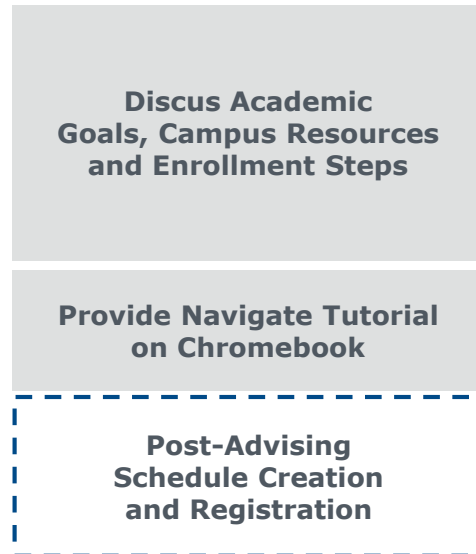 Discus Academic
Goals, Campus Resources
and Enrollment Steps
Provide Navigate Tutorial
on Chromebook
Post-Advising
Schedule Creation
and Registration